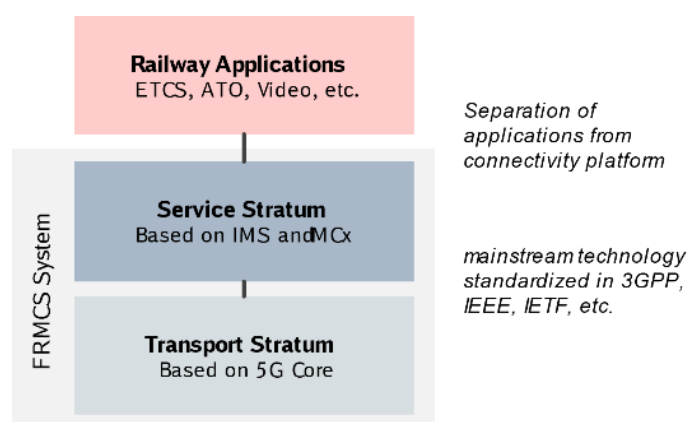 Railway Applications
ETCS, ATO, Video, etc.
Separation of
applications from
connectivity platform
Service Stratum
Based on IMS andMCx
mainstream technology
standardized in 3GPP,
IEEE, IETF, etc.
Transport Stratum
Based on 5G Core
FRMCS System